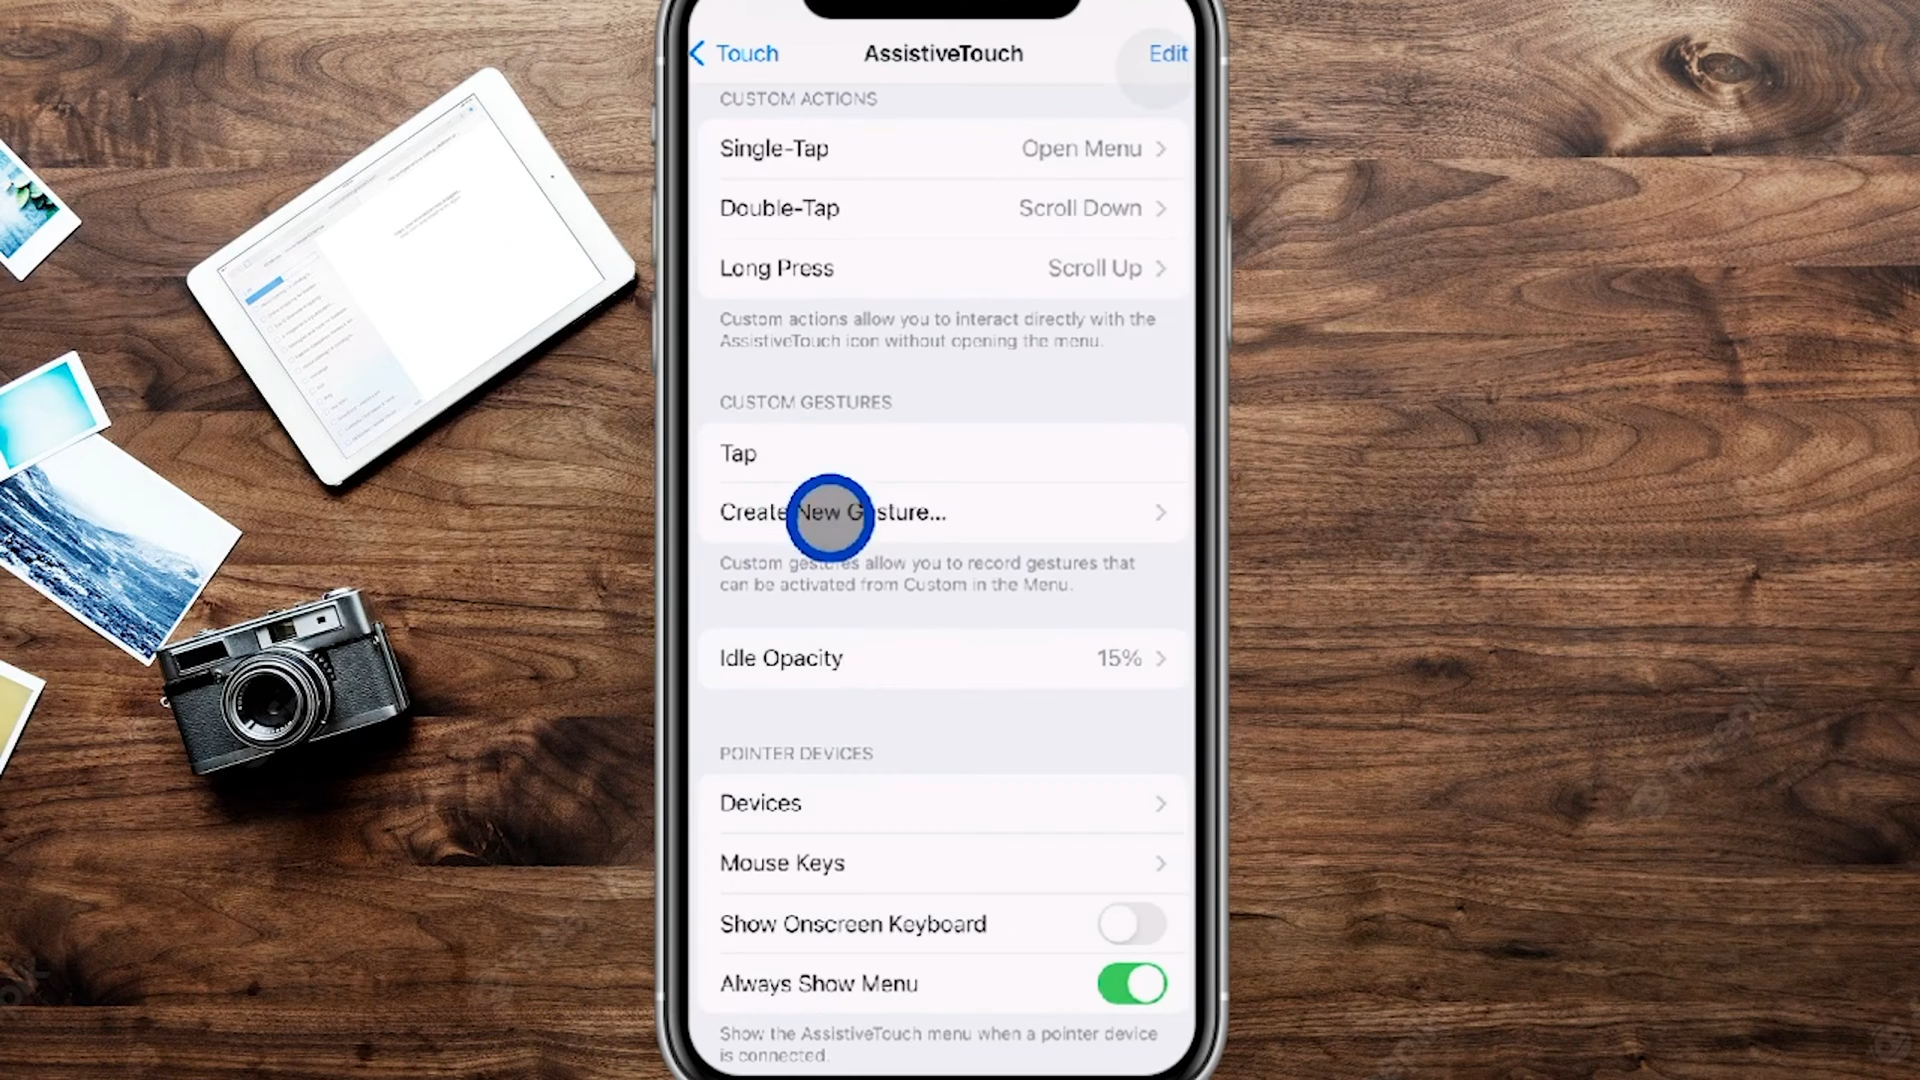 Touch
AssistiveTouch
Edit
CUSTOM ACTIONS
Single-Tap Open Menu
Double-Tap Scroll Down
Long Press Scroll Up
Custom actions allow you to interact directly with the
AssistiveTouch icon without opening the menu.
CUSTOM GESTURES
Tap
Create New Gesture...
Custom gestures allow you to record gestures that
can be activated from Custom in the Menu.
Idle Opacity 15%
POINTER DEVICES
Devices
Mouse Keys
Show Onscreen Keyboard
Always Show Menu
Show the AssistiveTouch menu when a pointer device
is connected.